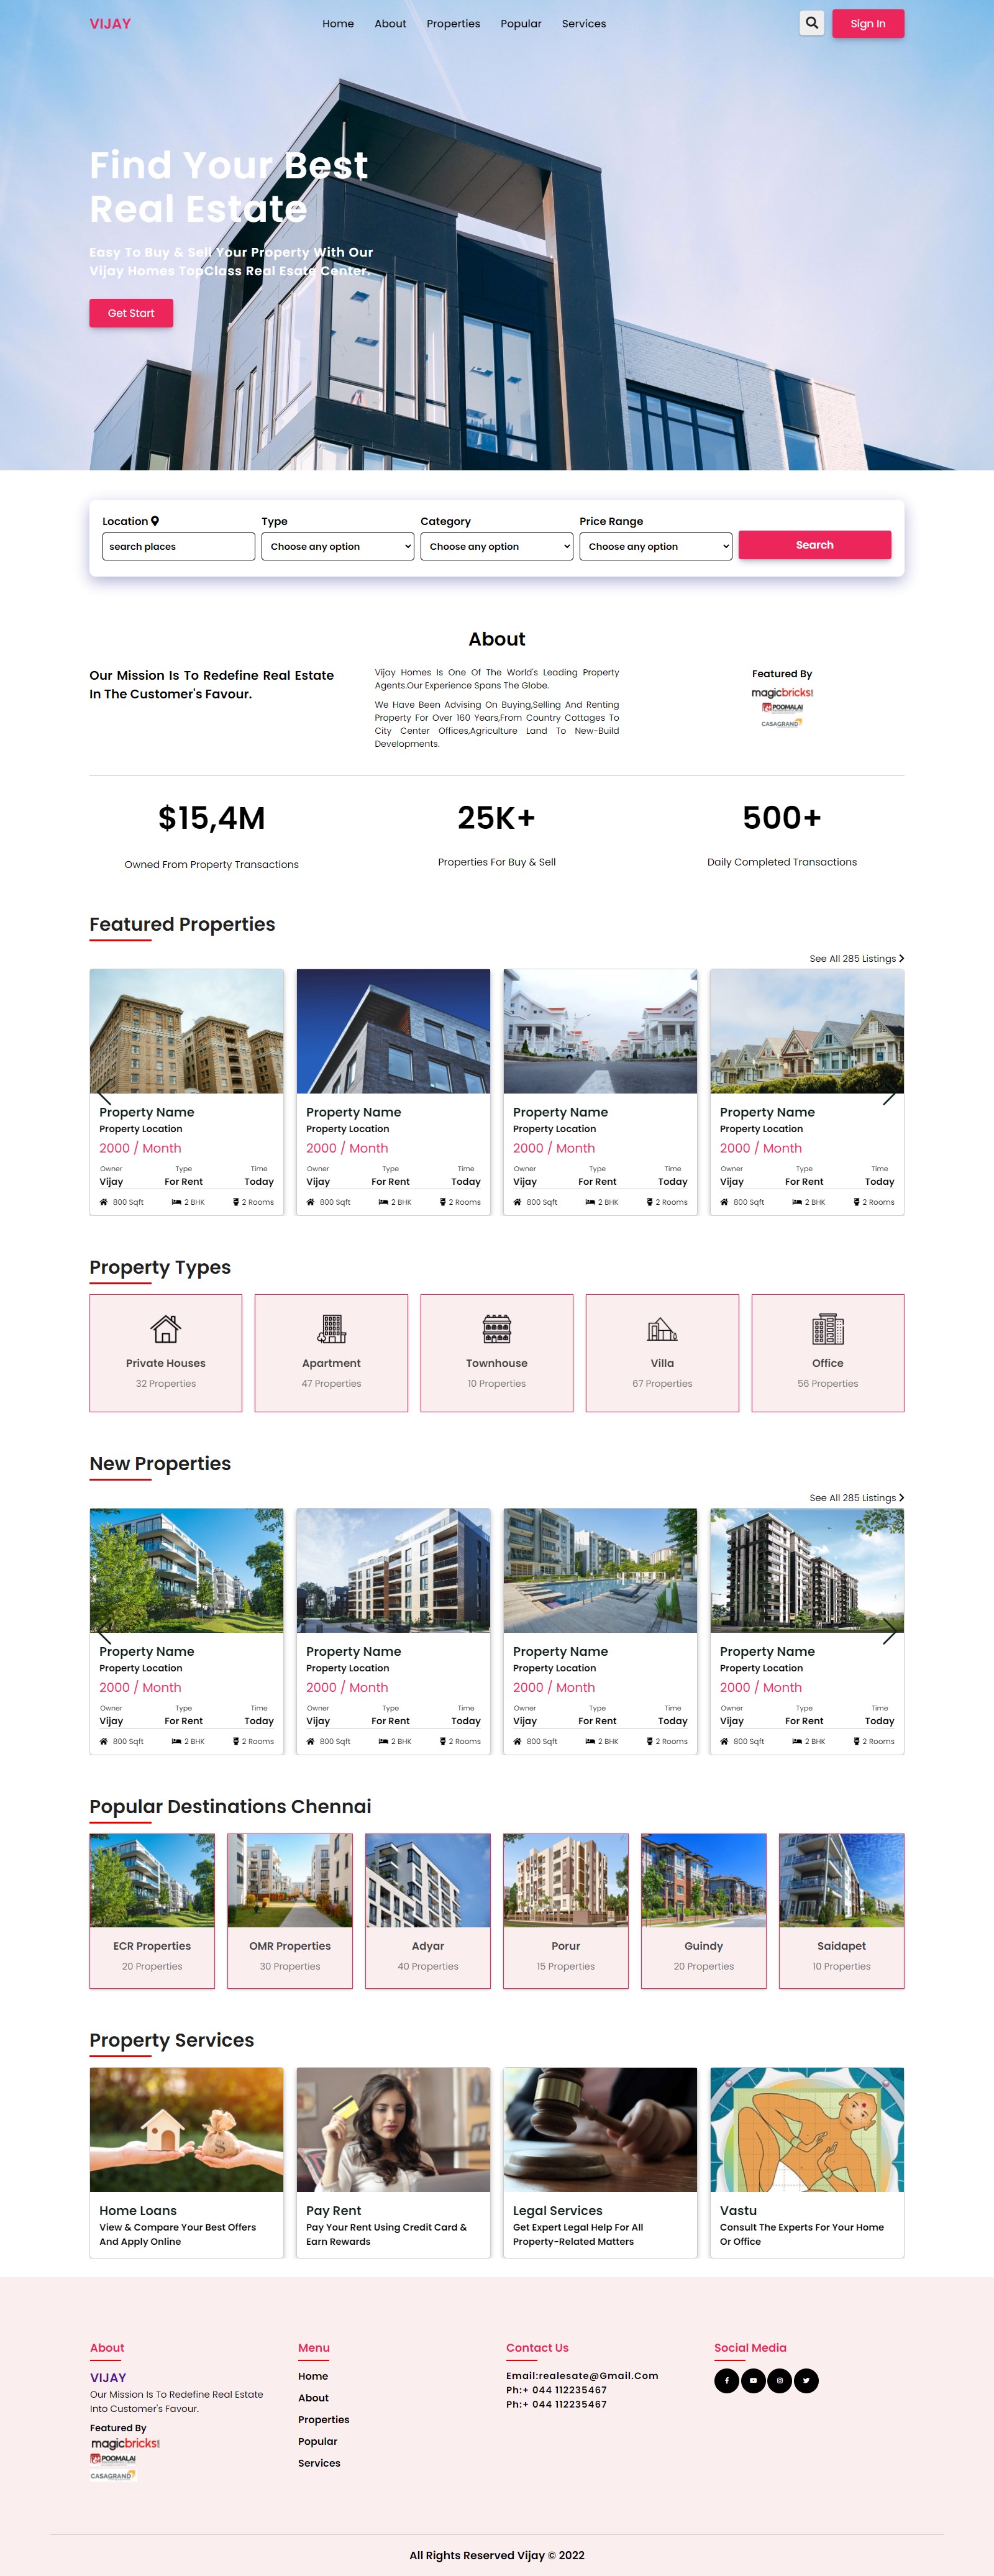 VIJAY
Home About Properties Popular Services
Sign In
Find Your Best
Real Estate
Easy To Buy & Sell Your Property With Our
Vijay Homes TopClass Real Esate Center.
Get Start
Location Type Category Price Range
search places Choose any option Choose any option Choose any option Search
About
Our Mission Is To Redefine Real Estate
In The Customer's Favour.
Vijay Homes Is One Of The World's Leading Property
Agents.Our Experience Spans The Globe.
We Have Been Advising On Buying,Selling And Renting
Property For Over 160 Years,From Country Cottages To
City Center Offices,Agriculture Land To New-Build
Developments.
Featured By
magicbricks
POOMALAI
CASAGRAND
$15,4M 25K+ 500+
Owned From Property Transactions Properties For Buy & Sell Daily Completed Transactions
Featured Properties
See All 285 Listings
Property Name Property Name Property Name Property Name
Property Location Property Location Property Location Property Location
2000 / Month 2000 / Month 2000 / Month 2000 / Month
Owner Type Time Owner Type Time Owner Type Time Owner Type Time
Vijay For Rent Today Vijay For Rent Today Vijay For Rent Today Vijay For Rent Today
800 Sqft 2 BHK 2 Rooms 800 Sqft 2 BHK 2 Rooms 800 Sqft 2 BHK 2 Rooms 800 Sqft 2 BHK 2 Rooms
Property Types
Private Houses Apartment Townhouse Villa Office
32 Properties 47 Properties 10 Properties 67 Properties 56 Properties
New Properties
See All 285 Listings
Property Name Property Name Property Name Property Name
Property Location Property Location Property Location Property Location
2000 / Month 2000 / Month 2000 / Month 2000 / Month
Owner Type Time Owner Type Time Owner Type Time Owner Type Time
Vijay For Rent Today Vijay For Rent Today Vijay For Rent Today Vijay For Rent Today
800 Sqft 2 BHK 2 Rooms 800 Sqft 2 BHK 2 Rooms 800 Sqft 2 BHK 2 Rooms 800 Sqft 2 BHK 2 Rooms
Popular Destinations Chennai
ECR Properties OMR Properties Adyar Porur Guindy Saidapet
20 Properties 30 Properties 40 Properties 15 Properties 20 Properties 10 Properties
Property Services
Home Loans
View & Compare Your Best Offers
And Apply Online
Pay Rent
Pay Your Rent Using Credit Card &
Earn Rewards
Legal Services
Get Expert Legal Help For All
Property-Related Matters
Vastu
Consult The Experts For Your Home
Or Office
About
VIJAY
Our Mission Is To Redefine Real Estate
Into Customer's Favour.
Featured By
magicbricks
POOMALAI
CASAGRAND
Menu
Home
About
Properties
Popular
Services
Contact Us
Email:realesate@Gmail.Com
Ph:+ 044 112235467
Ph:+ 044 112235467
Social Media
All Rights Reserved Vijay © 2022